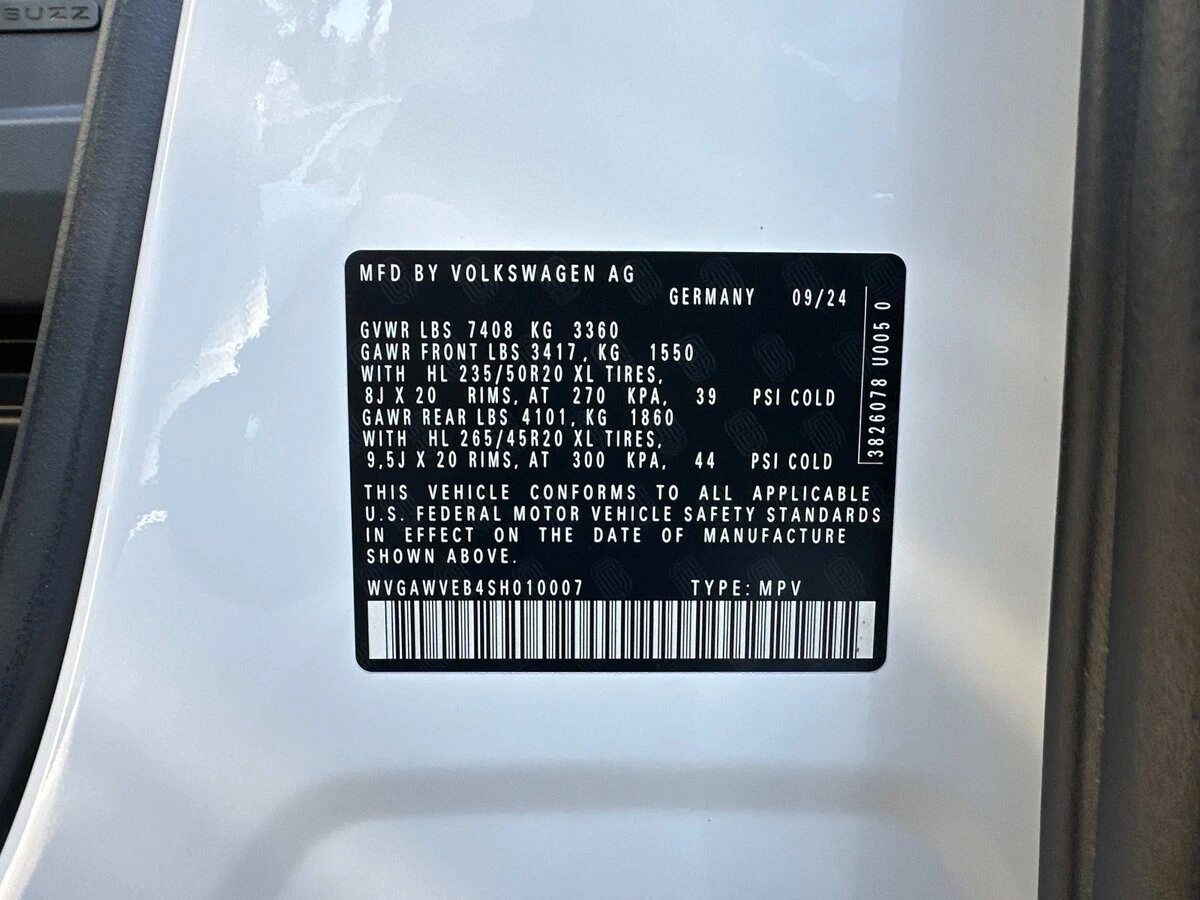 BUZZ
MFD BY VOLKSWAGEN AG
GERMANY 09/24
GVWR LBS 7408 KG 3360
GAWR FRONT LBS 3417, KG 1550
WITH HL 235/50R20 XL TIRES,
8J X 20 RIMS, AT 270 KPA, 39 PSI COLD
GAWR REAR LBS 4101, KG 1860
WITH HL 265/45R20 XL TIRES,
9,5J X 20 RIMS, AT 300 KPA, 44 PSI COLD
THIS VEHICLE CONFORMS TO ALL APPLICABLE
U.S. FEDERAL MOTOR VEHICLE SAFETY STANDARDS
IN EFFECT ON THE DATE OF MANUFACTURE
SHOWN ABOVE.
WVGAWVEB4SH010007 TYPE: MPV
3826078 U005 0